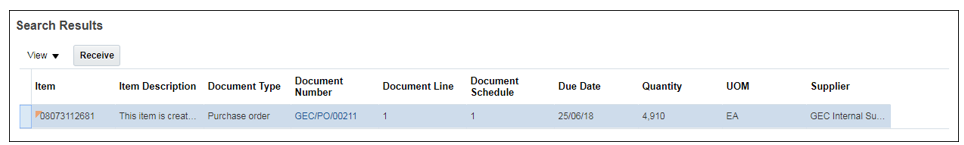 Search Results
View Receive
Item Item Description Document Type Document Number Document Line Document Schedule Due Date Quantity UOM Supplier
08073112681 This item is creat... Purchase order GEC/PO/00211 1 1 25/06/18 4,910 EA GEC Internal Su...